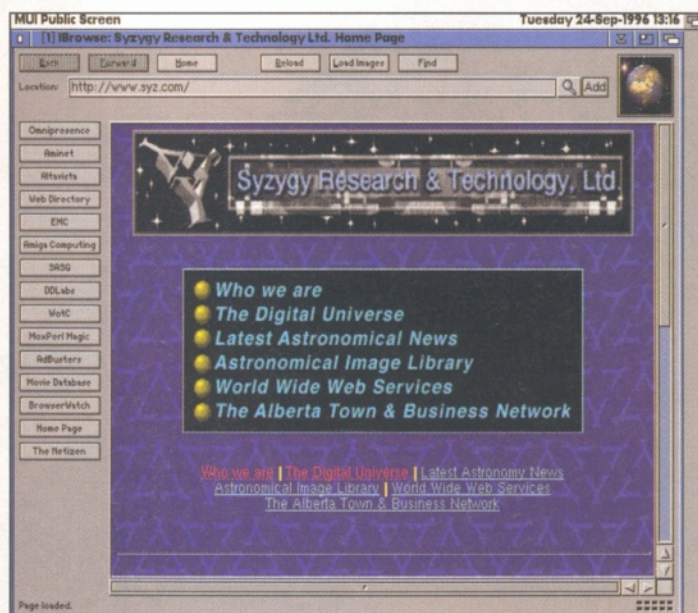 MUI Public Screen
Tuesday 24-Sep-1996 13:16
[1] IBrowse: Syzygy Research & Technology Ltd. Home Page
Back Forward Home Reload Load Images Find
Location: http://www.syz.com/ Add
Omnipresence
Aminet
Altavista
Web Directory
EMC
Amiga Computing
SASG
DDLabs
WotC
MoxPerl Magic
AdBusters
Movie Database
BrowserWatch
Home Page
The Netizen
Syzygy Research & Technology, Ltd.
Who we are
The Digital Universe
Latest Astronomical News
Astronomical Image Library
World Wide Web Services
The Alberta Town & Business Network
Who we are | The Digital Universe | Latest Astronomy News
Astronomical Image Library | World Wide Web Services
The Alberta Town & Business Network
Page loaded.